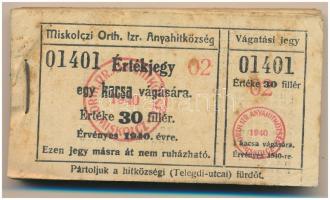 Miskolczi Orth. Izr. Anyahitközség
01401 Értékjegy 02
egy kacsa vágására.
Értéke 30 fillér.
Érvényes 1940. évre.
Ezen jegy másra át nem ruházható.
Vágatási jegy
01401
Értéke 30 fillér
02
kacsa vágására.
Érvényes 1940-re.
1940
1940
Pártoljuk a hitközségi (Telegdi-utcai) fürdőt.